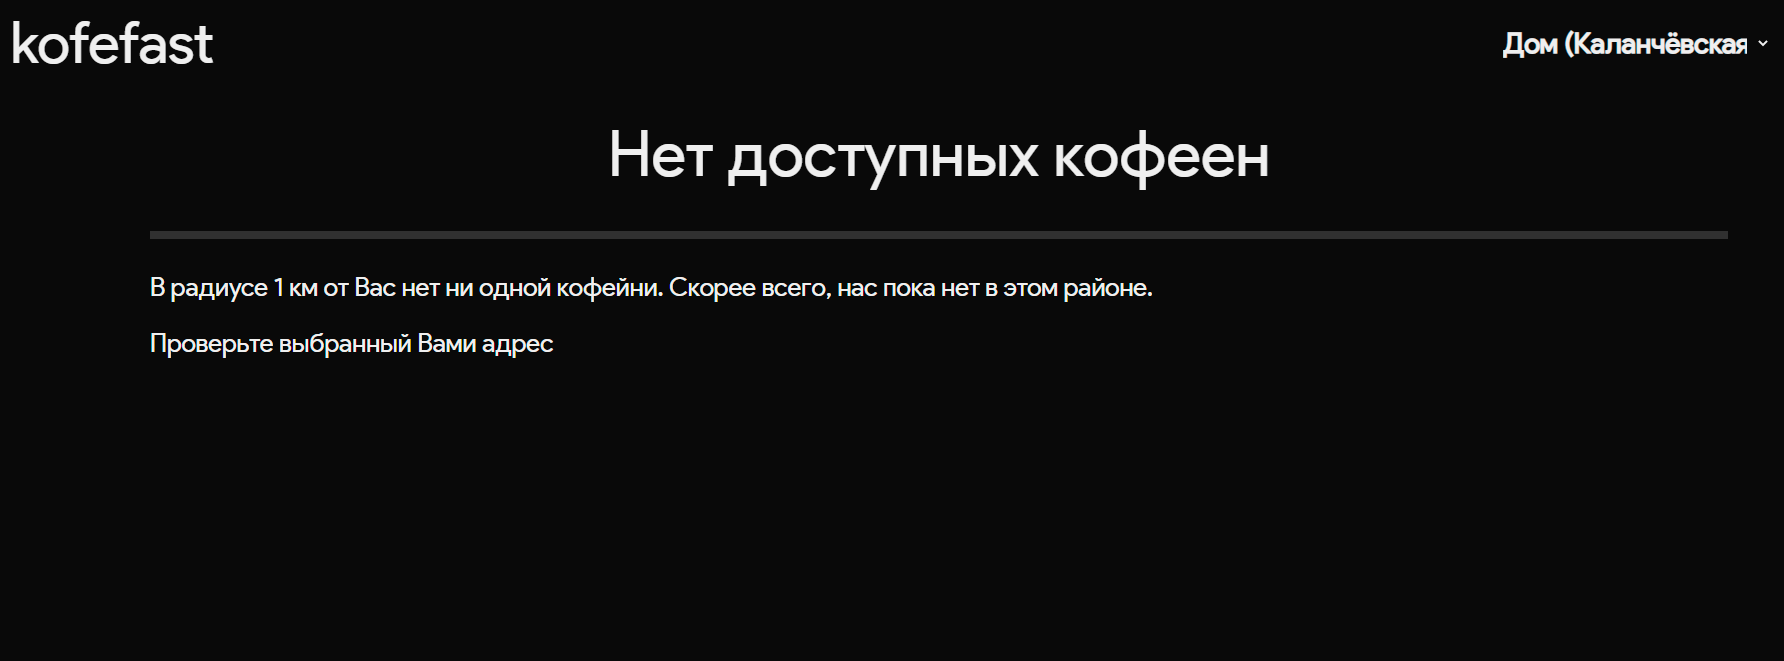 kofefast
Дом (Каланчёвская
Нет доступных кофеен
В радиусе 1 км от Вас нет ни одной кофейни. Скорее всего, нас пока нет в этом районе.
Проверьте выбранный Вами адрес